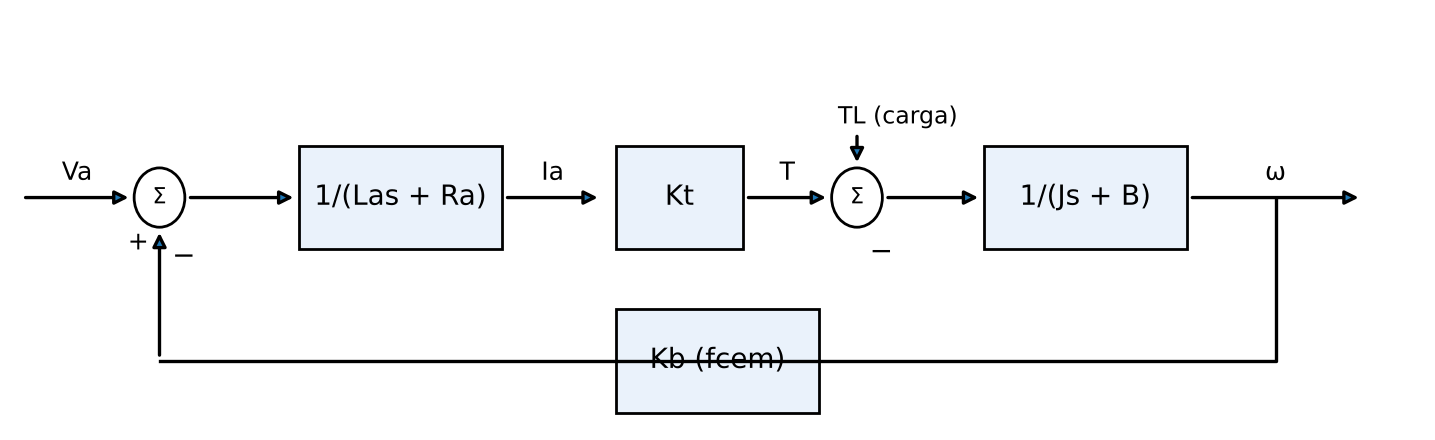 TL (carga)
Va
Σ
1/(Las + Ra)
Ia
Kt
T
Σ
1/(Js + B)
ω
+
−
−
Kb (fcem)